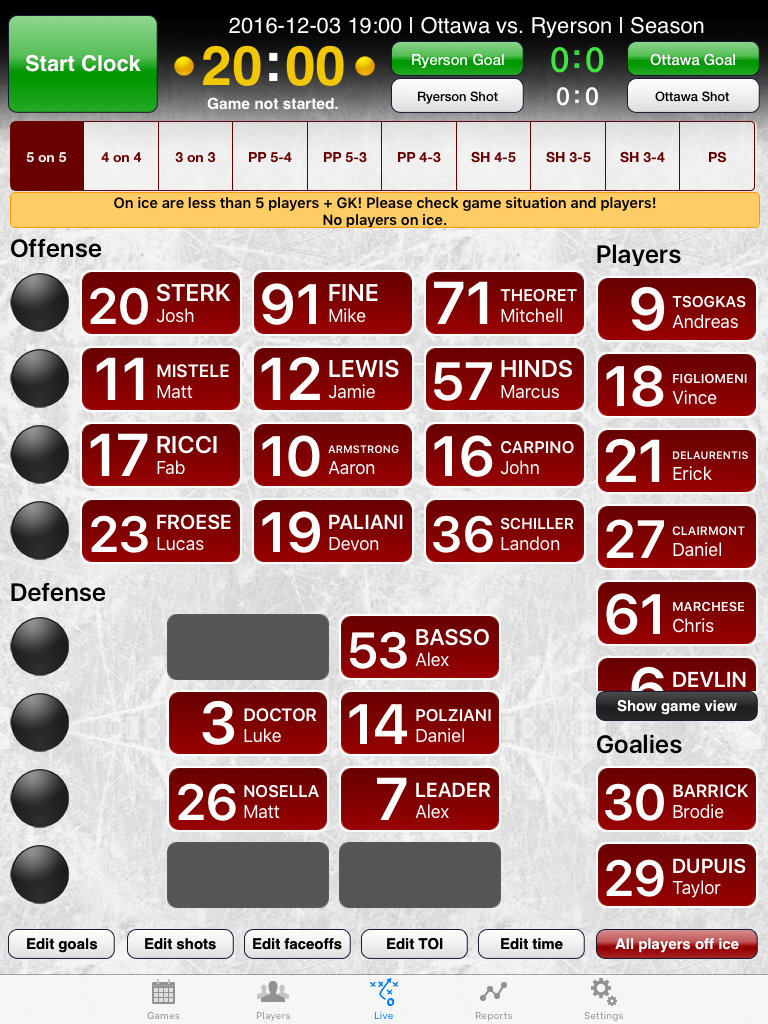 2016-12-03 19:00 | Ottawa vs. Ryerson | Season
Start Clock
20:00
Game not started.
Ryerson Goal
0:0
Ottawa Goal
Ryerson Shot
0:0
Ottawa Shot
5 on 5
4 on 4
3 on 3
PP 5-4
PP 5-3
PP 4-3
SH 4-5
SH 3-5
SH 3-4
PS
On ice are less than 5 players + GK! Please check game situation and players!
No players on ice.
Offense
20 STERK
Josh
91 FINE
Mike
71 THEORET
Mitchell
11 MISTELE
Matt
12 LEWIS
Jamie
57 HINDS
Marcus
17 RICCI
Fab
10 ARMSTRONG
Aaron
16 CARPINO
John
23 FROESE
Lucas
19 PALIANI
Devon
36 SCHILLER
Landon
Defense
53 BASSO
Alex
3 DOCTOR
Luke
14 POLZIANI
Daniel
26 NOSELLA
Matt
7 LEADER
Alex
Players
9 TSOGKAS
Andreas
18 FIGLIOMENI
Vince
21 DELAURENTIS
Erick
27 CLAIRMONT
Daniel
61 MARCHESE
Chris
6 DEVLIN
Show game view
Goalies
30 BARRICK
Brodie
29 DUPUIS
Taylor
Edit goals
Edit shots
Edit faceoffs
Edit TOI
Edit time
All players off ice
Games
Players
Live
Reports
Settings